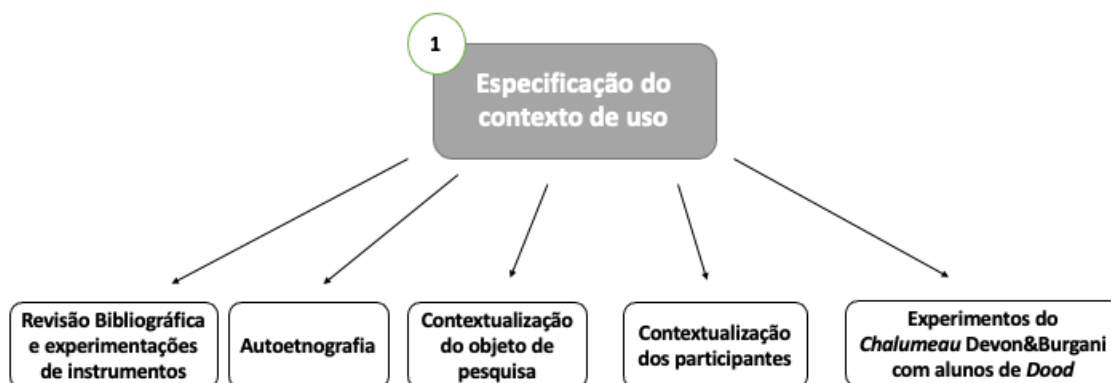 1
Especificação do
contexto de uso
Revisão Bibliográfica
e experimentações
de instrumentos
Autoetnografia
Contextualização
do objeto de
pesquisa
Contextualização
dos participantes
Experimentos do
Chalumeau Devon&Burgani
com alunos de Dood